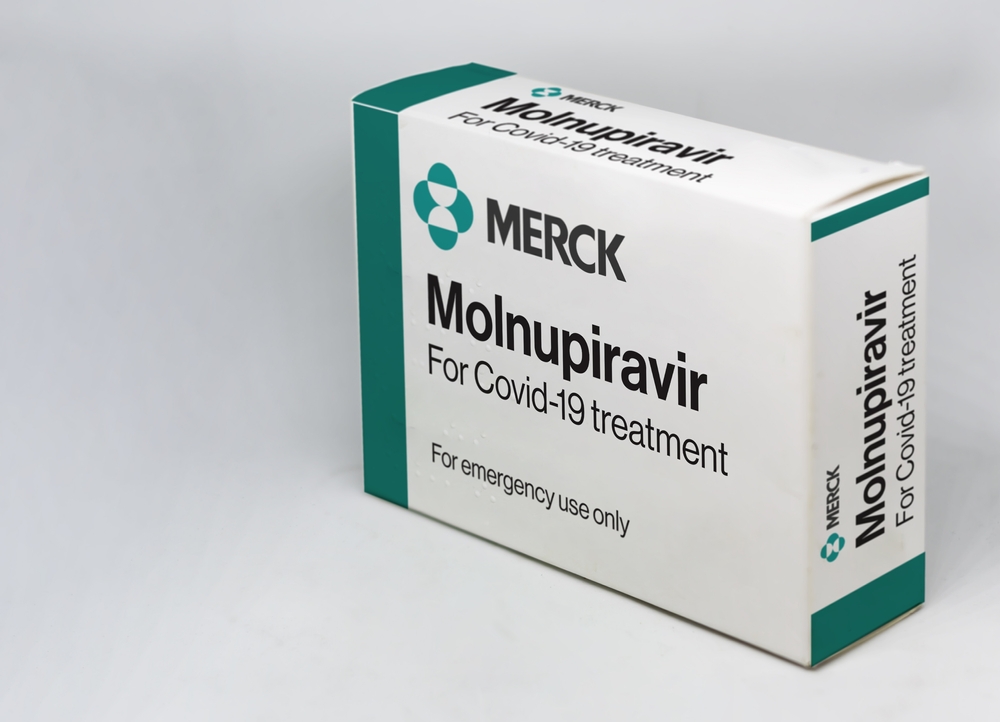 MERCK
Molnupiravir
For Covid-19 treatment
MERCK
Molnupiravir
For Covid-19 treatment
For emergency use only
MERCK
Molnupiravir
For Covid-19 treatment